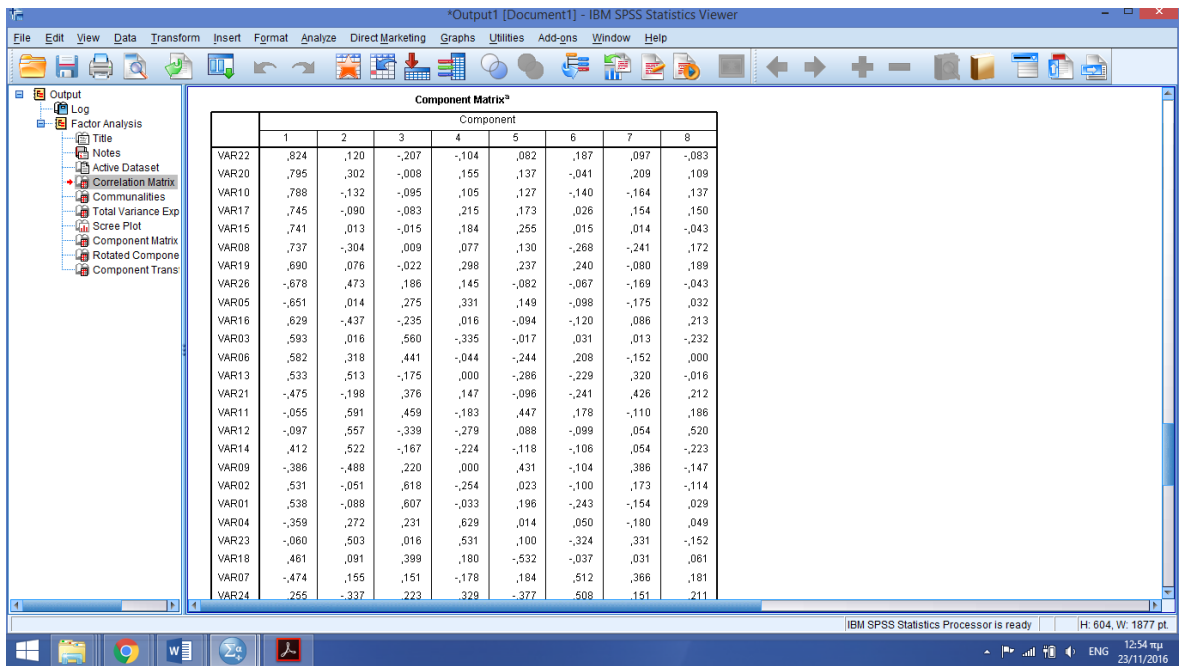 *Output1 [Document1] - IBM SPSS Statistics Viewer
File Edit View Data Transform Insert Format Analyze Direct Marketing Graphs Utilities Add-ons Window Help
Output
Log
Factor Analysis
Title
Notes
Active Dataset
Correlation Matrix
Communalities
Total Variance Exp
Scree Plot
Component Matrix
Rotated Compone
Component Trans
Component Matrixᵃ
Component
1 2 3 4 5 6 7 8
VAR22 ,824 ,120 -,207 -,104 ,082 ,187 ,097 -,083
VAR20 ,795 ,302 -,008 ,155 ,137 -,041 ,209 ,109
VAR10 ,788 -,132 -,095 ,105 ,127 -,140 -,164 ,137
VAR17 ,745 -,090 -,083 ,215 ,173 ,026 ,154 ,150
VAR15 ,741 ,013 -,015 ,184 ,255 ,015 ,014 -,043
VAR08 ,737 -,304 ,009 ,077 ,130 -,268 -,241 ,172
VAR19 ,690 ,076 -,022 ,298 ,237 ,240 -,080 ,189
VAR26 -,678 ,473 ,186 ,145 -,082 -,067 -,169 -,043
VAR05 -,651 ,014 ,275 ,331 ,149 -,098 -,175 ,032
VAR16 ,629 -,437 -,235 ,016 -,094 -,120 ,086 ,213
VAR03 ,593 ,016 ,560 -,335 -,017 ,031 ,013 -,232
VAR06 ,582 ,318 ,441 -,044 -,244 ,208 -,152 ,000
VAR13 ,533 ,513 -,175 ,000 -,286 -,229 ,320 -,016
VAR21 -,475 -,198 ,376 ,147 -,096 -,241 ,426 ,212
VAR11 -,055 ,591 ,459 -,183 ,447 ,178 -,110 ,186
VAR12 -,097 ,557 -,339 -,279 ,088 -,099 ,054 ,520
VAR14 ,412 ,522 -,167 -,224 -,118 -,106 ,054 -,223
VAR09 -,386 -,488 ,220 ,000 ,431 -,104 ,386 -,147
VAR02 ,531 -,051 ,618 -,254 ,023 -,100 ,173 -,114
VAR01 ,538 -,088 ,607 -,033 ,196 -,243 -,154 ,029
VAR04 -,359 ,272 ,231 ,629 ,014 ,050 -,180 ,049
VAR23 -,060 ,503 ,016 ,531 ,100 -,324 ,331 -,152
VAR18 ,461 ,091 ,399 ,180 -,532 -,037 ,031 ,061
VAR07 -,474 ,155 ,151 -,178 ,184 ,512 ,366 ,181
VAR24 ,255 -,337 ,223 ,329 -,377 ,508 ,151 ,211
IBM SPSS Statistics Processor is ready H: 604, W: 1877 pt.
ENG 12:54 πμ
23/11/2016